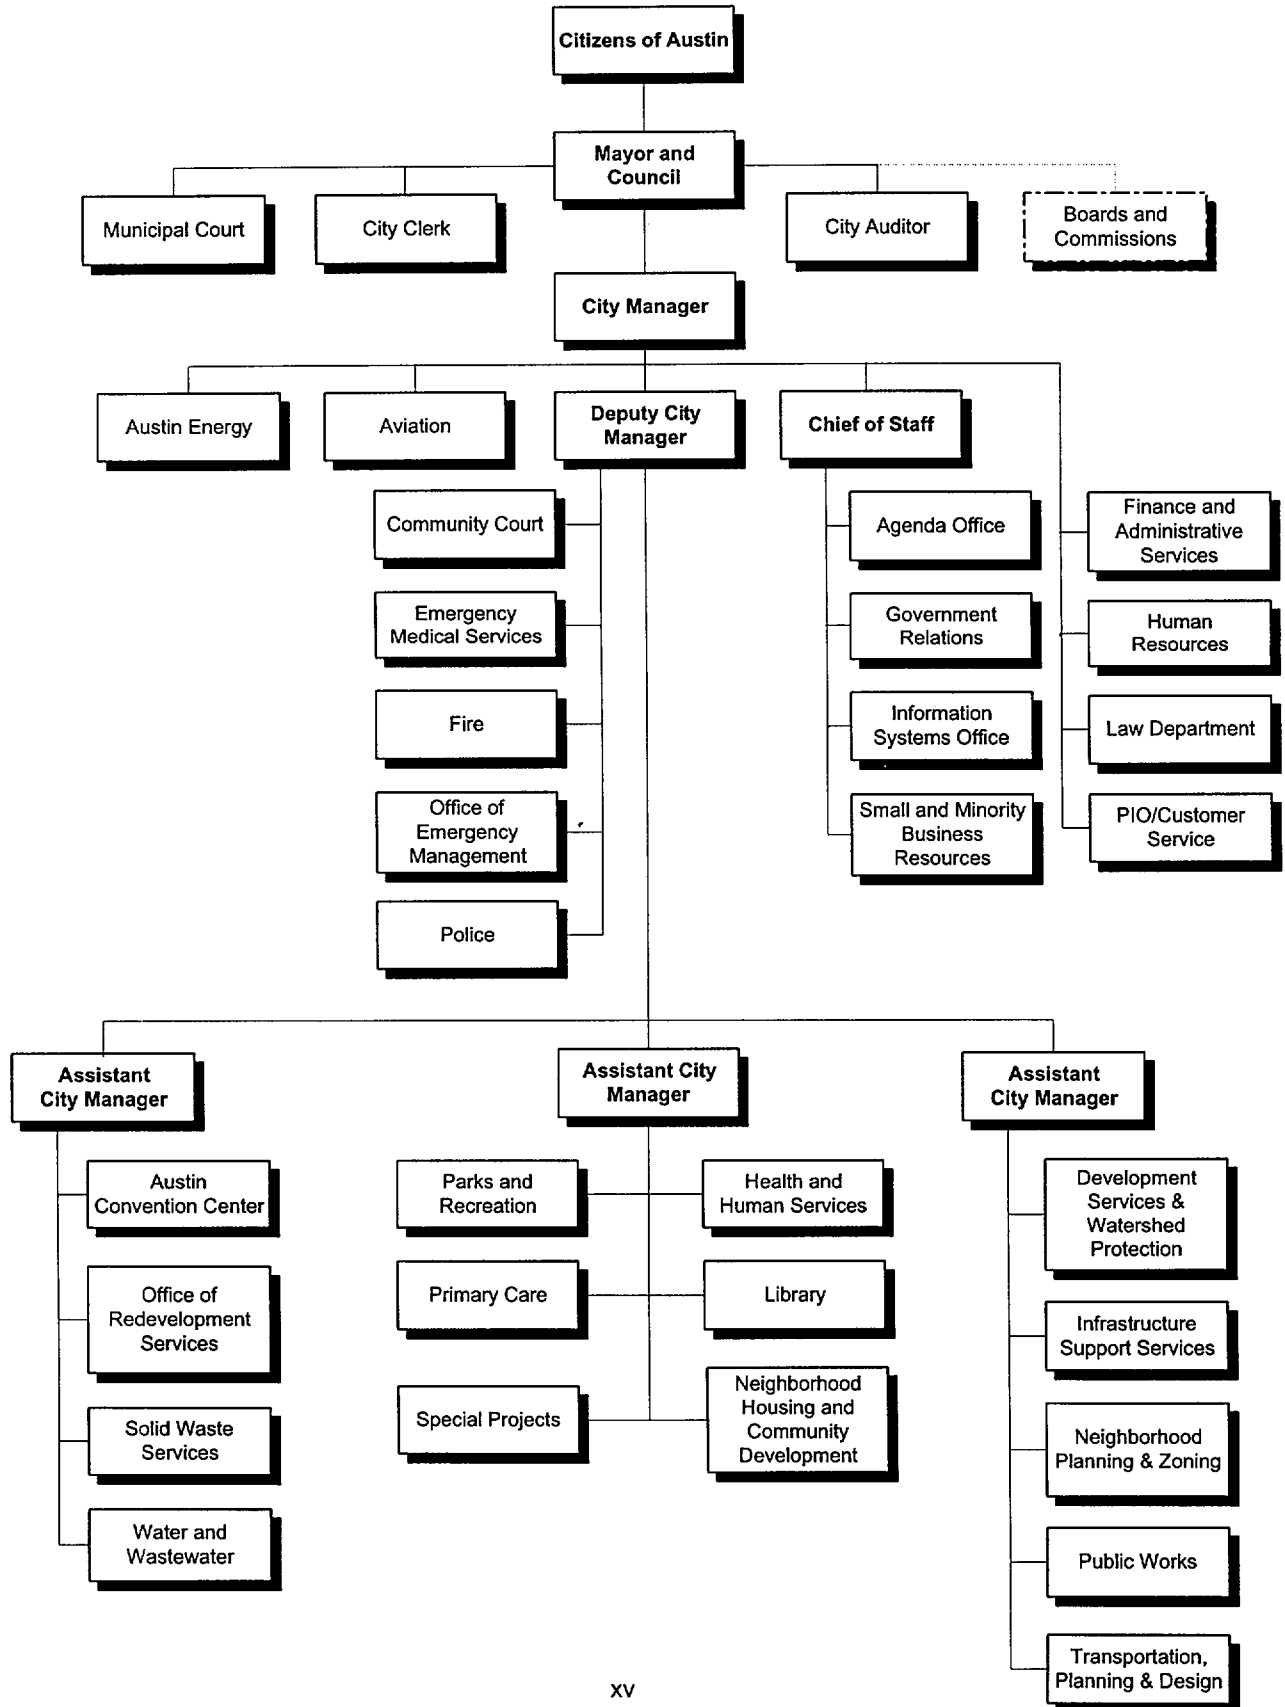 Citizens of Austin
Mayor and
Council
Municipal Court
City Clerk
City Auditor
Boards and
Commissions
City Manager
Austin Energy
Aviation
Deputy City
Manager
Chief of Staff
Community Court
Emergency
Medical Services
Fire
Office of
Emergency
Management
Police
Agenda Office
Government
Relations
Information
Systems Office
Small and Minority
Business
Resources
Finance and
Administrative
Services
Human
Resources
Law Department
PIO/Customer
Service
Assistant
City Manager
Austin
Convention Center
Office of
Redevelopment
Services
Solid Waste
Services
Water and
Wastewater
Assistant City
Manager
Parks and
Recreation
Health and
Human Services
Primary Care
Library
Special Projects
Neighborhood
Housing and
Community
Development
Assistant
City Manager
Development
Services &
Watershed
Protection
Infrastructure
Support Services
Neighborhood
Planning & Zoning
Public Works
Transportation,
Planning & Design
XV